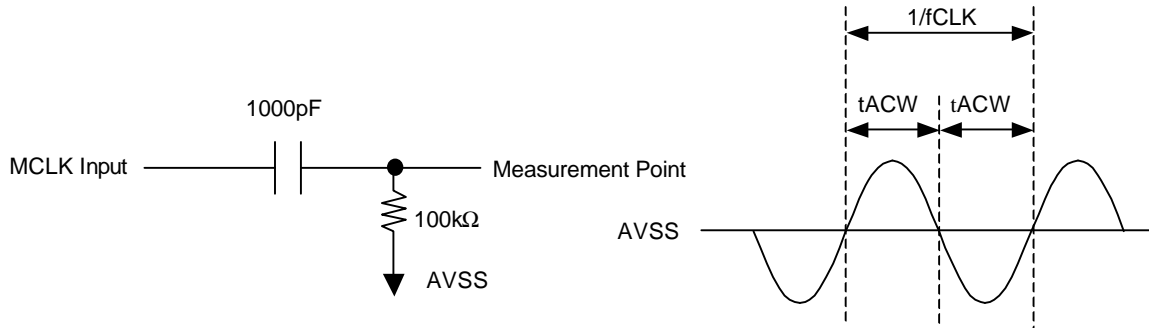 1000pF
MCLK Input
Measurement Point
100kΩ
AVSS
1/fCLK
tACW tACW
AVSS